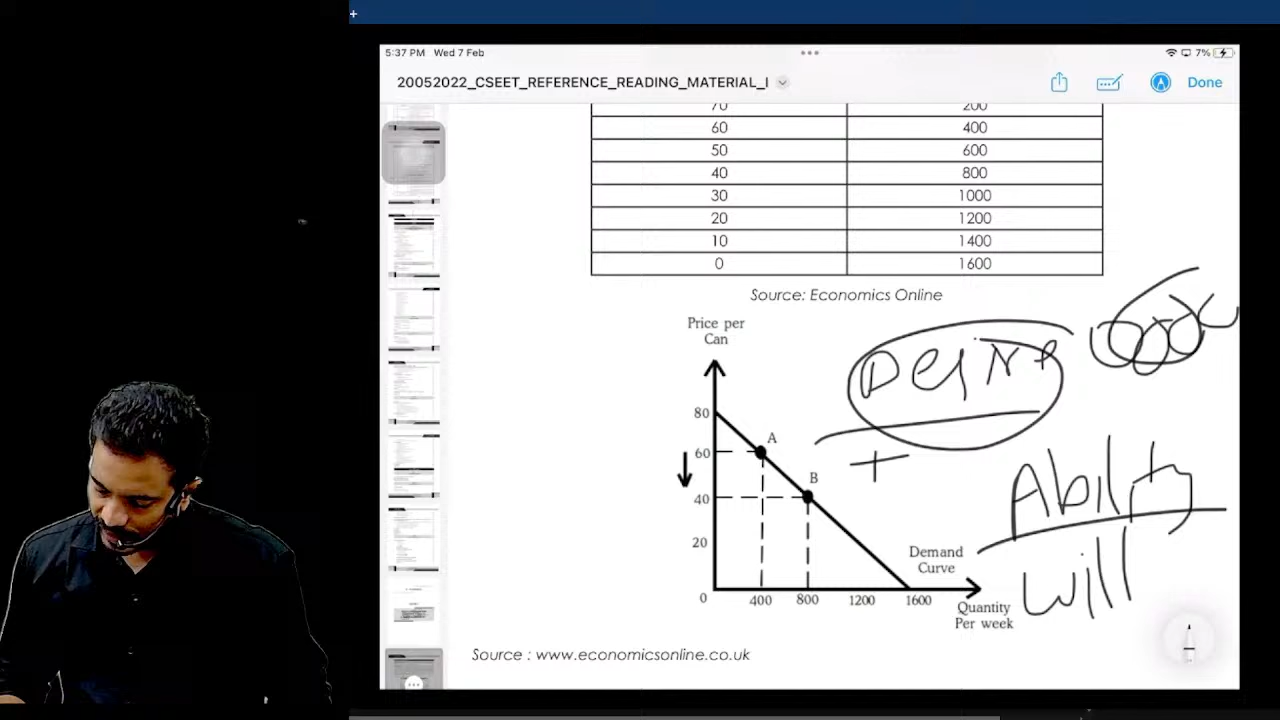 5:37 PM Wed 7 Feb
7%
20052022_CSEET_REFERENCE_READING_MATERIAL_I
Done
70 200
60 400
50 600
40 800
30 1000
20 1200
10 1400
0 1600
Source: Economics Online
Price per
Can
80
A
60
B
40
20
Demand
Curve
0 400 800 1200 1600
Quantity
Per week
Desire
+
Ability
Will
Source : www.economicsonline.co.uk